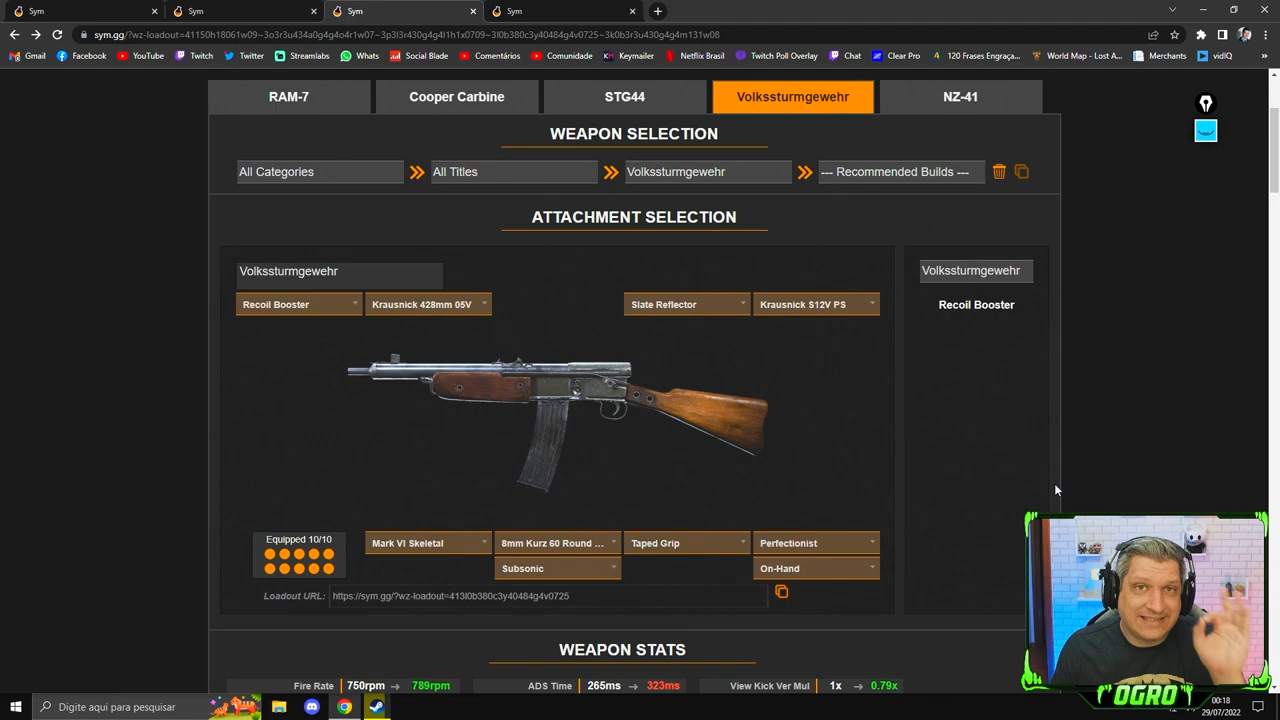 Sym
Sym
Sym
Sym
sym.gg/?wz-loadout=41150h18061w09~3o3r3u434a0g4g4o4r1w07~3p3l3r430g4g4l1h1x0709~3l0b380c3y40484g4v0725~3k0b3r3u430g4g4m131w08
Gmail
Facebook
YouTube
Twitch
Twitter
Streamlabs
Whats
Social Blade
Comentários
Comunidade
Keymailer
Netflix Brasil
Twitch Poll Overlay
Chat
Clear Pro
120 Frases Engraça...
World Map - Lost A...
Merchants
vidIQ
RAM-7
Cooper Carbine
STG44
Volkssturmgewehr
NZ-41
WEAPON SELECTION
All Categories
All Titles
Volkssturmgewehr
--- Recommended Builds ---
ATTACHMENT SELECTION
Volkssturmgewehr
Volkssturmgewehr
Recoil Booster
Krausnick 428mm 05V
Slate Reflector
Krausnick S12V PS
Recoil Booster
Equipped 10/10
Mark VI Skeletal
8mm Kurz 60 Round ...
Taped Grip
Perfectionist
Subsonic
On-Hand
Loadout URL:
https://sym.gg/?wz-loadout=413l0b380c3y40484g4v0725
WEAPON STATS
Fire Rate 750rpm → 789rpm
ADS Time 265ms → 323ms
View Kick Ver Mul 1x → 0.79x
OGRO
Digite aqui para pesquisar
00:18
29/07/2022